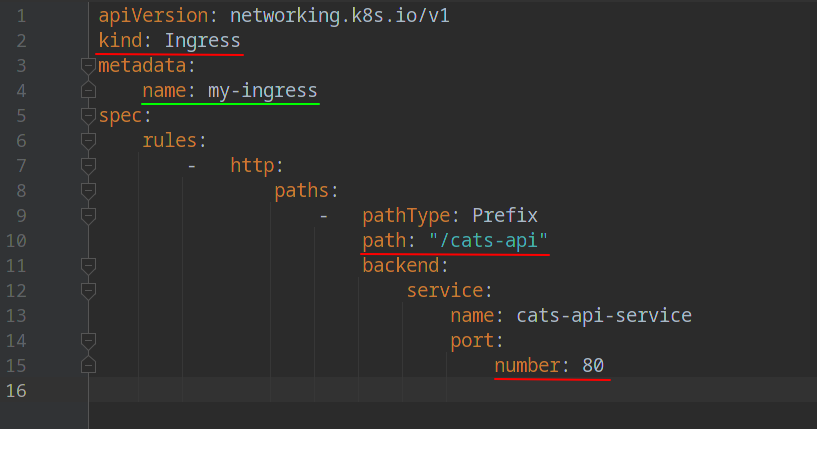 1 apiVersion: networking.k8s.io/v1
2 kind: Ingress
3 metadata:
4     name: my-ingress
5 spec:
6     rules:
7         -   http:
8                 paths:
9                     -   pathType: Prefix
10                         path: "/cats-api"
11                         backend:
12                             service:
13                                 name: cats-api-service
14                                 port:
15                                     number: 80
16